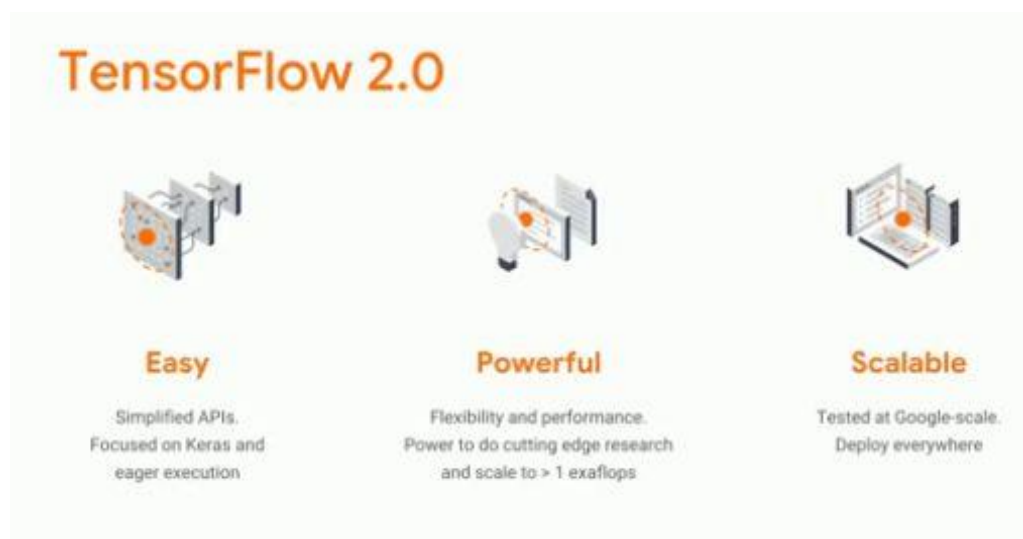 TensorFlow 2.0
Easy
Simplified APIs.
Focused on Keras and
eager execution
Powerful
Flexibility and performance.
Power to do cutting edge research
and scale to > 1 exaflops
Scalable
Tested at Google-scale.
Deploy everywhere